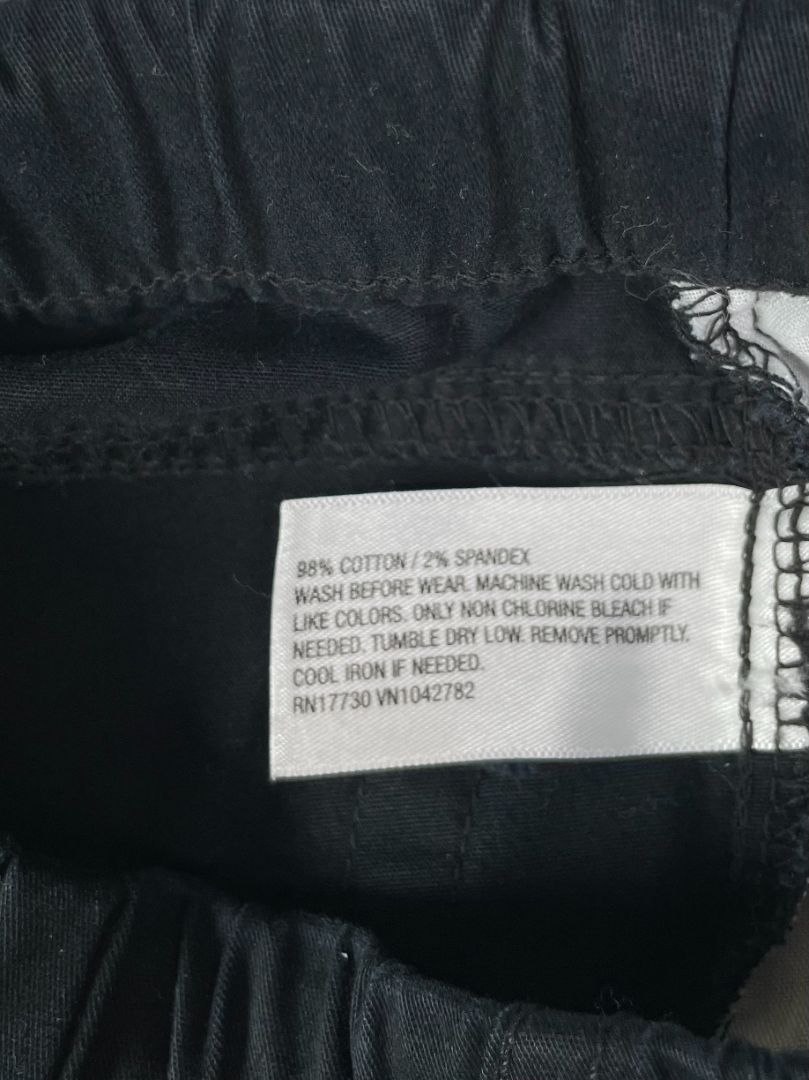 98% COTTON / 2% SPANDEX
WASH BEFORE WEAR. MACHINE WASH COLD WITH
LIKE COLORS. ONLY NON CHLORINE BLEACH IF
NEEDED. TUMBLE DRY LOW. REMOVE PROMPTLY.
COOL IRON IF NEEDED.
RN17730 VN1042782